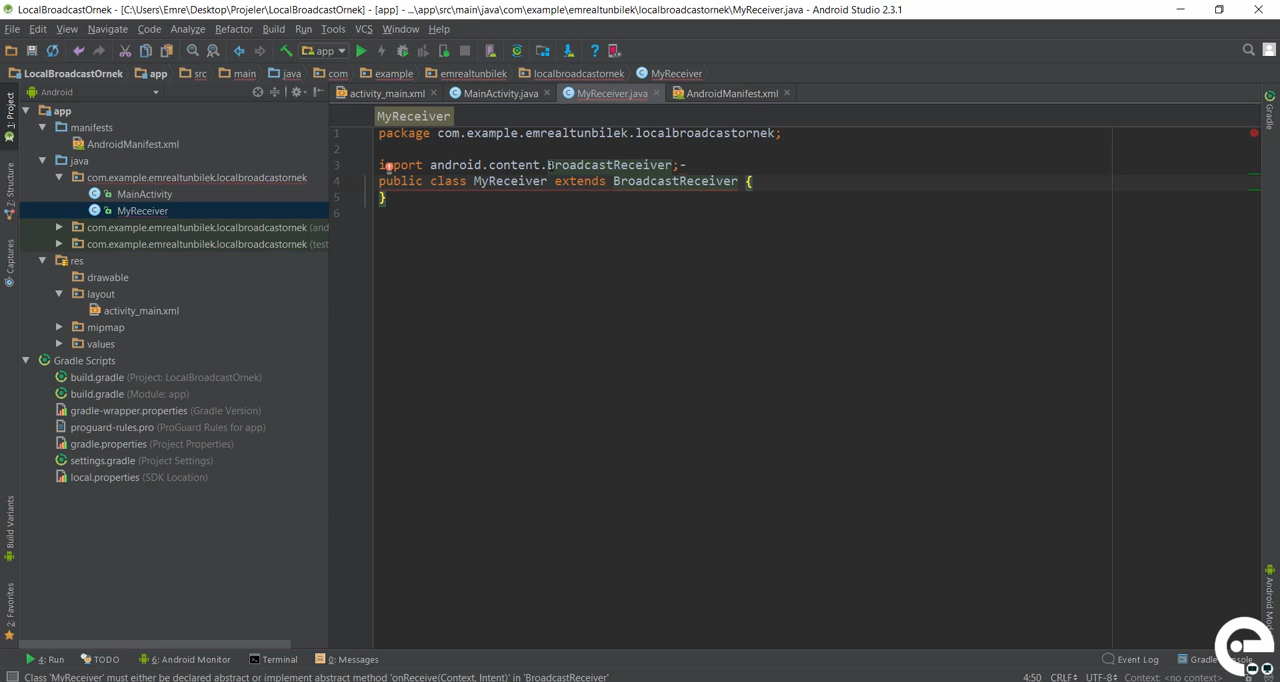 LocalBroadcastOrnek - [C:\Users\Emre\Desktop\Projeler\LocalBroadcastOrnek] - [app] - ...\app\src\main\java\com\example\emrealtunbilek\localbroadcastornek\MyReceiver.java - Android Studio 2.3.1
File Edit View Navigate Code Analyze Refactor Build Run Tools VCS Window Help
app
LocalBroadcastOrnek app src main java com example emrealtunbilek localbroadcastornek MyReceiver
Android
activity_main.xml MainActivity.java MyReceiver.java AndroidManifest.xml
MyReceiver
1 package com.example.emrealtunbilek.localbroadcastornek;
2
3 import android.content.BroadcastReceiver;
4 public class MyReceiver extends BroadcastReceiver {
5 }
6
app
manifests
AndroidManifest.xml
java
com.example.emrealtunbilek.localbroadcastornek
MainActivity
MyReceiver
com.example.emrealtunbilek.localbroadcastornek (and
com.example.emrealtunbilek.localbroadcastornek (test
res
drawable
layout
activity_main.xml
mipmap
values
Gradle Scripts
build.gradle (Project: LocalBroadcastOrnek)
build.gradle (Module: app)
gradle-wrapper.properties (Gradle Version)
proguard-rules.pro (ProGuard Rules for app)
gradle.properties (Project Properties)
settings.gradle (Project Settings)
local.properties (SDK Location)
1: Project
Z: Structure
Captures
Build Variants
2: Favorites
Gradle
Android Mod
4: Run TODO 6: Android Monitor Terminal 0: Messages Event Log Gradle
Class 'MyReceiver' must either be declared abstract or implement abstract method 'onReceive(Context, Intent)' in 'BroadcastReceiver' 4:50 CRLF UTF-8 Context: <no context>